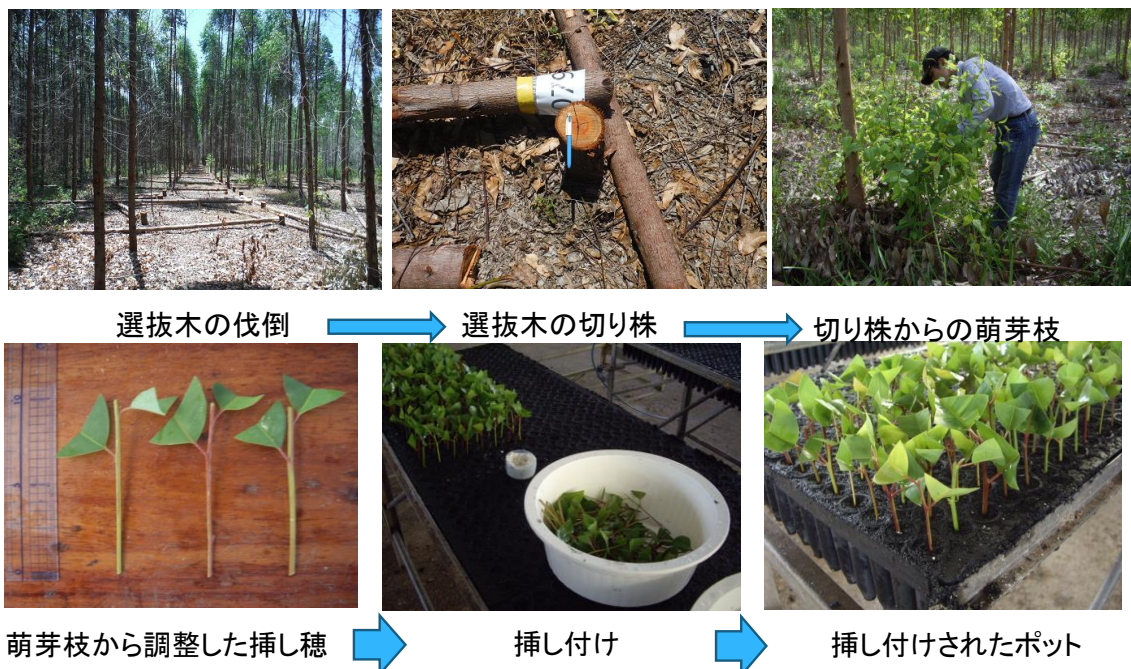 選抜木の伐倒
選抜木の切り株
切り株からの萌芽枝
萌芽枝から調整した挿し穂
挿し付け
挿し付けされたポット